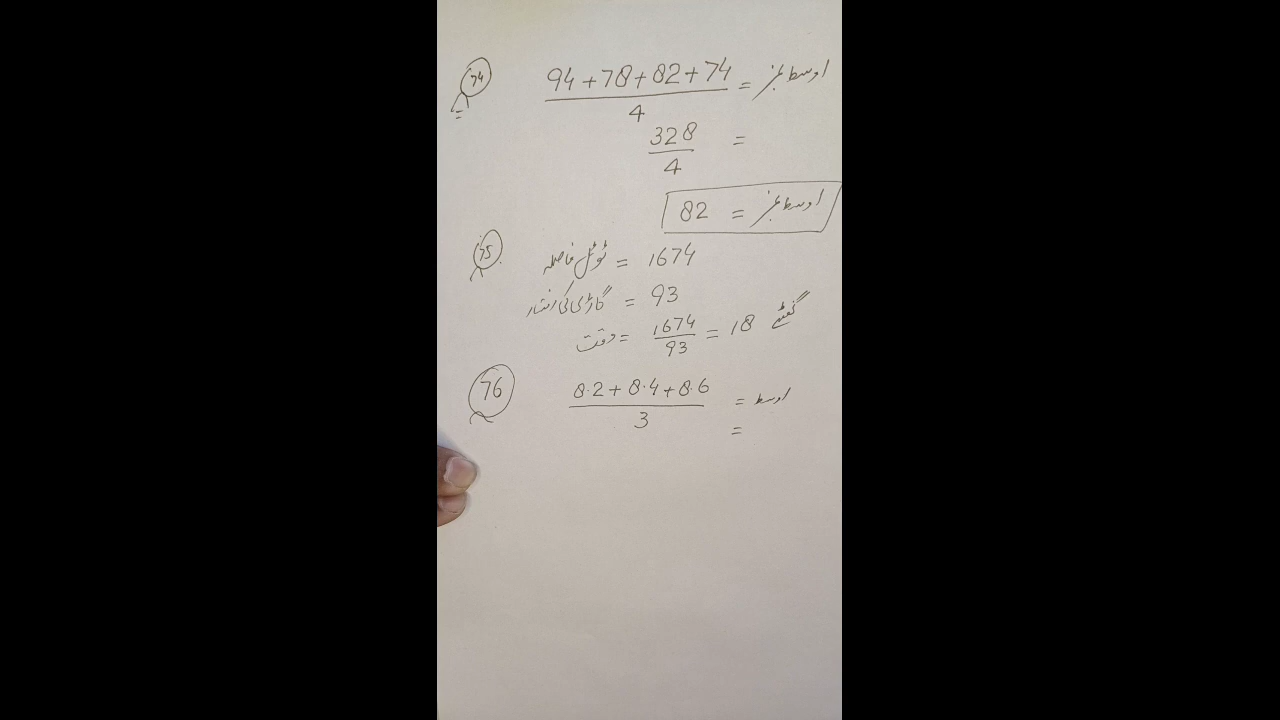 74
94+78+82+74 / 4 = اوسط نمبر
328 / 4 =
82 = اوسط نمبر
75
ٹوٹل فاصلہ = 1674
گاڑی کی رفتار = 93
وقت = 1674 / 93 = 18 گھنٹے
76
8.2+8.4+8.6 / 3 = اوسط
=